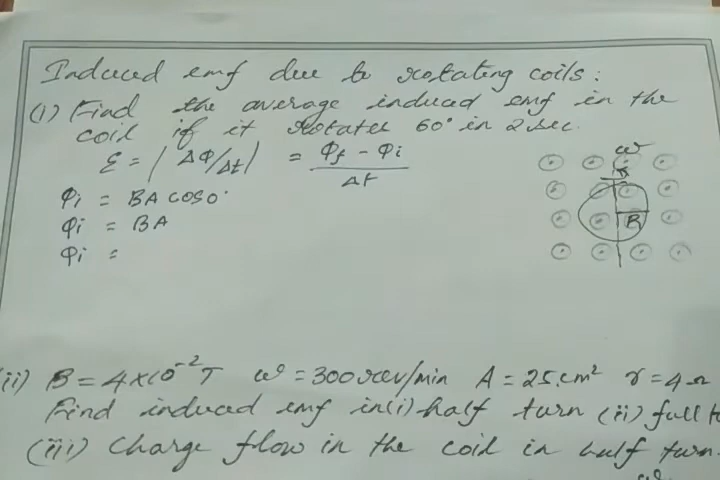 Induced emf due to rotating coils:
(i) Find the average induced emf in the
coil if it rotates 60° in 2 sec.
ε = | ΔΦ/Δt | = Φf - Φi / Δt
Φi = BA cos0°
Φi = BA
Φi =
ω
R
(ii) B = 4×10⁻² T ω = 300 rev/min A = 25 cm² r = 4 Ω
Find induced emf in (i) half turn (ii) full
(iii) Charge flow in the coil in half turn.